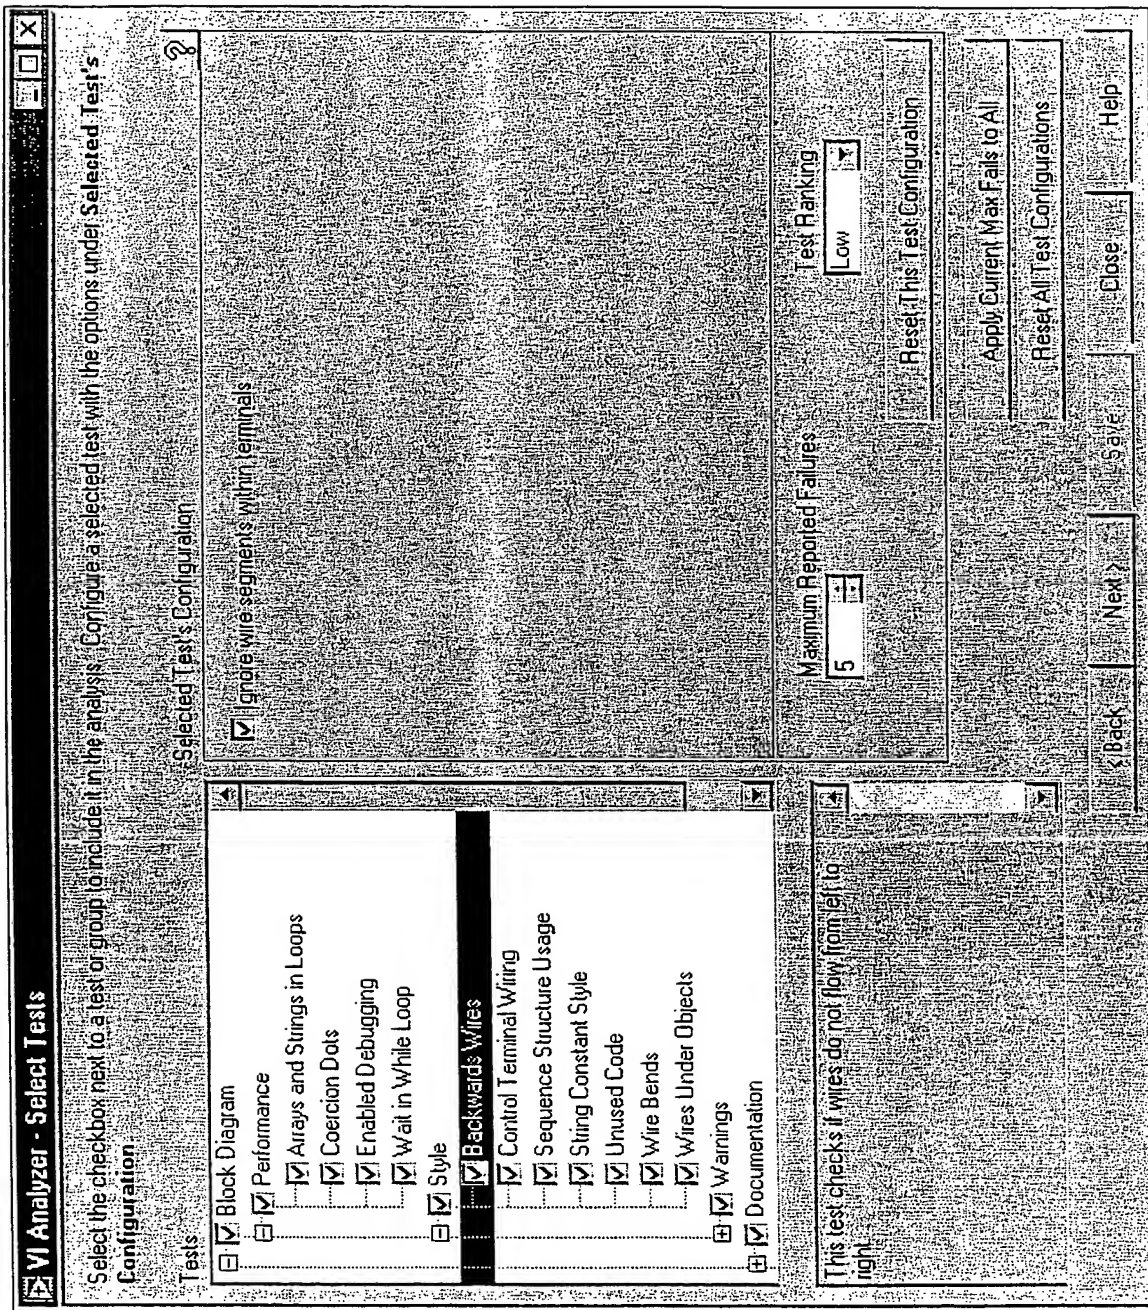 VI Analyzer - Select Tests
Select the checkbox next to a test or group to include it in the analysis. Configure a selected test with the options under Selected Test's
Configuration
Tests
Block Diagram
Performance
Arrays and Strings in Loops
Coercion Dots
Enabled Debugging
Wait in While Loop
Style
Backwards Wires
Control Terminal Wiring
Sequence Structure Usage
String Constant Style
Unused Code
Wire Bends
Wires Under Objects
Warnings
Documentation
This test checks if wires do not flow from left to
right.
Selected Test's Configuration
?
Ignore wire segments within terminals
Maximum Reported Failures
5
Test Ranking
Low
Reset This Test Configuration
Apply Current Max Fails to All
Reset All Test Configurations
< Back
Next >
Save
Close
Help